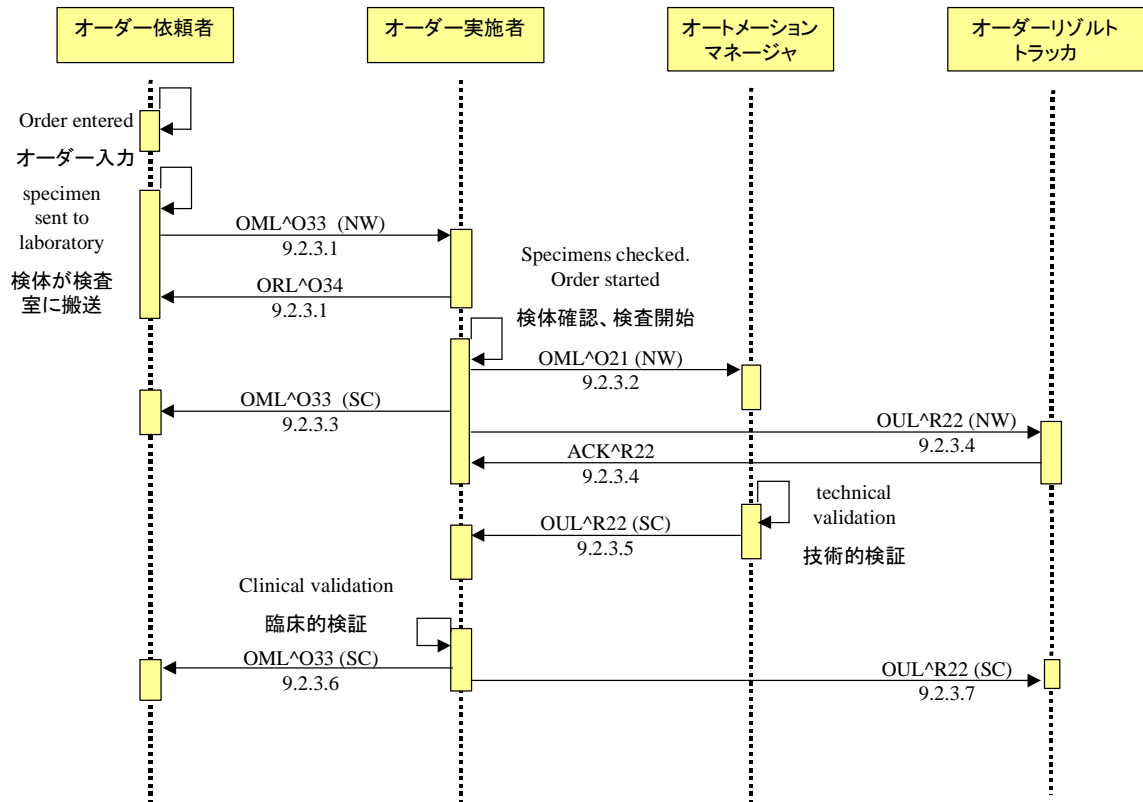 オーダー依頼者
オーダー実施者
オートメーション
マネージャ
オーダーリゾルト
トラッカ
Order entered
オーダー入力
specimen
sent to
laboratory
検体が検査
室に搬送
OML^O33 (NW)
9.2.3.1
ORL^O34
9.2.3.1
Specimens checked.
Order started
検体確認、検査開始
OML^O21 (NW)
9.2.3.2
OML^O33 (SC)
9.2.3.3
OUL^R22 (NW)
9.2.3.4
ACK^R22
9.2.3.4
technical
validation
技術的検証
OUL^R22 (SC)
9.2.3.5
Clinical validation
臨床的検証
OML^O33 (SC)
9.2.3.6
OUL^R22 (SC)
9.2.3.7